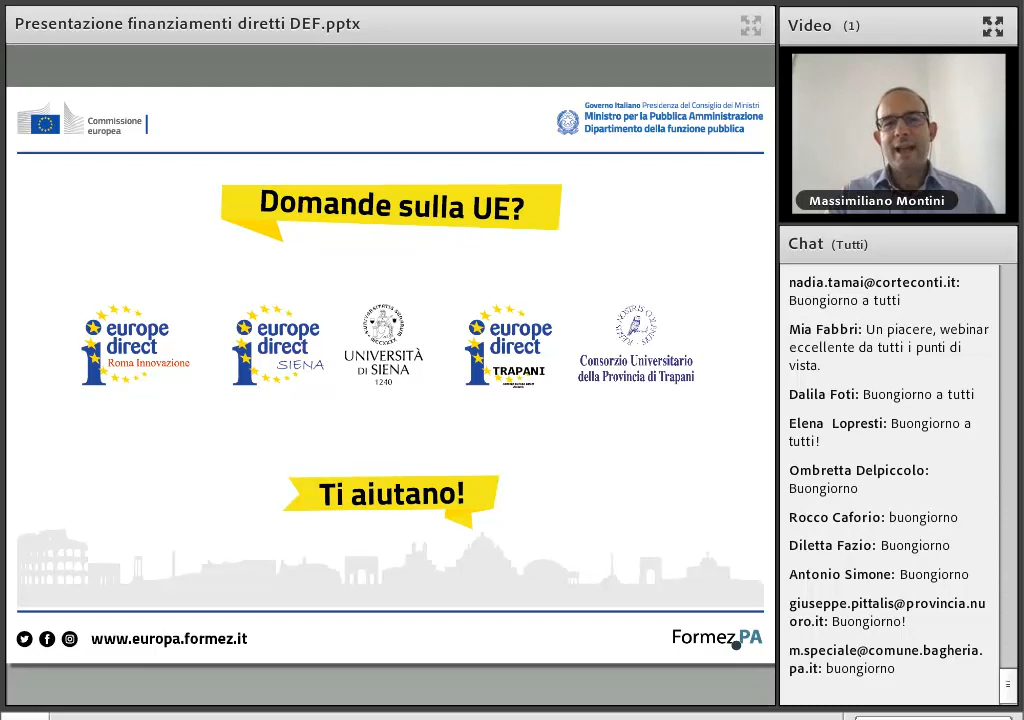 Presentazione finanziamenti diretti DEF.pptx
Commissione
europea
Governo Italiano Presidenza del Consiglio dei Ministri
Ministro per la Pubblica Amministrazione
Dipartimento della funzione pubblica
Domande sulla UE?
europe
direct
Roma Innovazione
europe
direct
SIENA
UNIVERSITÀ
DI SIENA
1240
europe
direct
TRAPANI
Consorzio Universitario
della Provincia di Trapani
Ti aiutano!
www.europa.formez.it
Formez PA
Video (1)
Massimiliano Montini
Chat (Tutti)
nadia.tamai@corteconti.it:
Buongiorno a tutti
Mia Fabbri: Un piacere, webinar
eccellente da tutti i punti di
vista.
Dalila Foti: Buongiorno a tutti
Elena Lopresti: Buongiorno a
tutti!
Ombretta Delpiccolo:
Buongiorno
Rocco Caforio: buongiorno
Diletta Fazio: Buongiorno
Antonio Simone: Buongiorno
giuseppe.pittalis@provincia.nu
oro.it: Buongiorno!
m.speciale@comune.bagheria.
pa.it: buongiorno